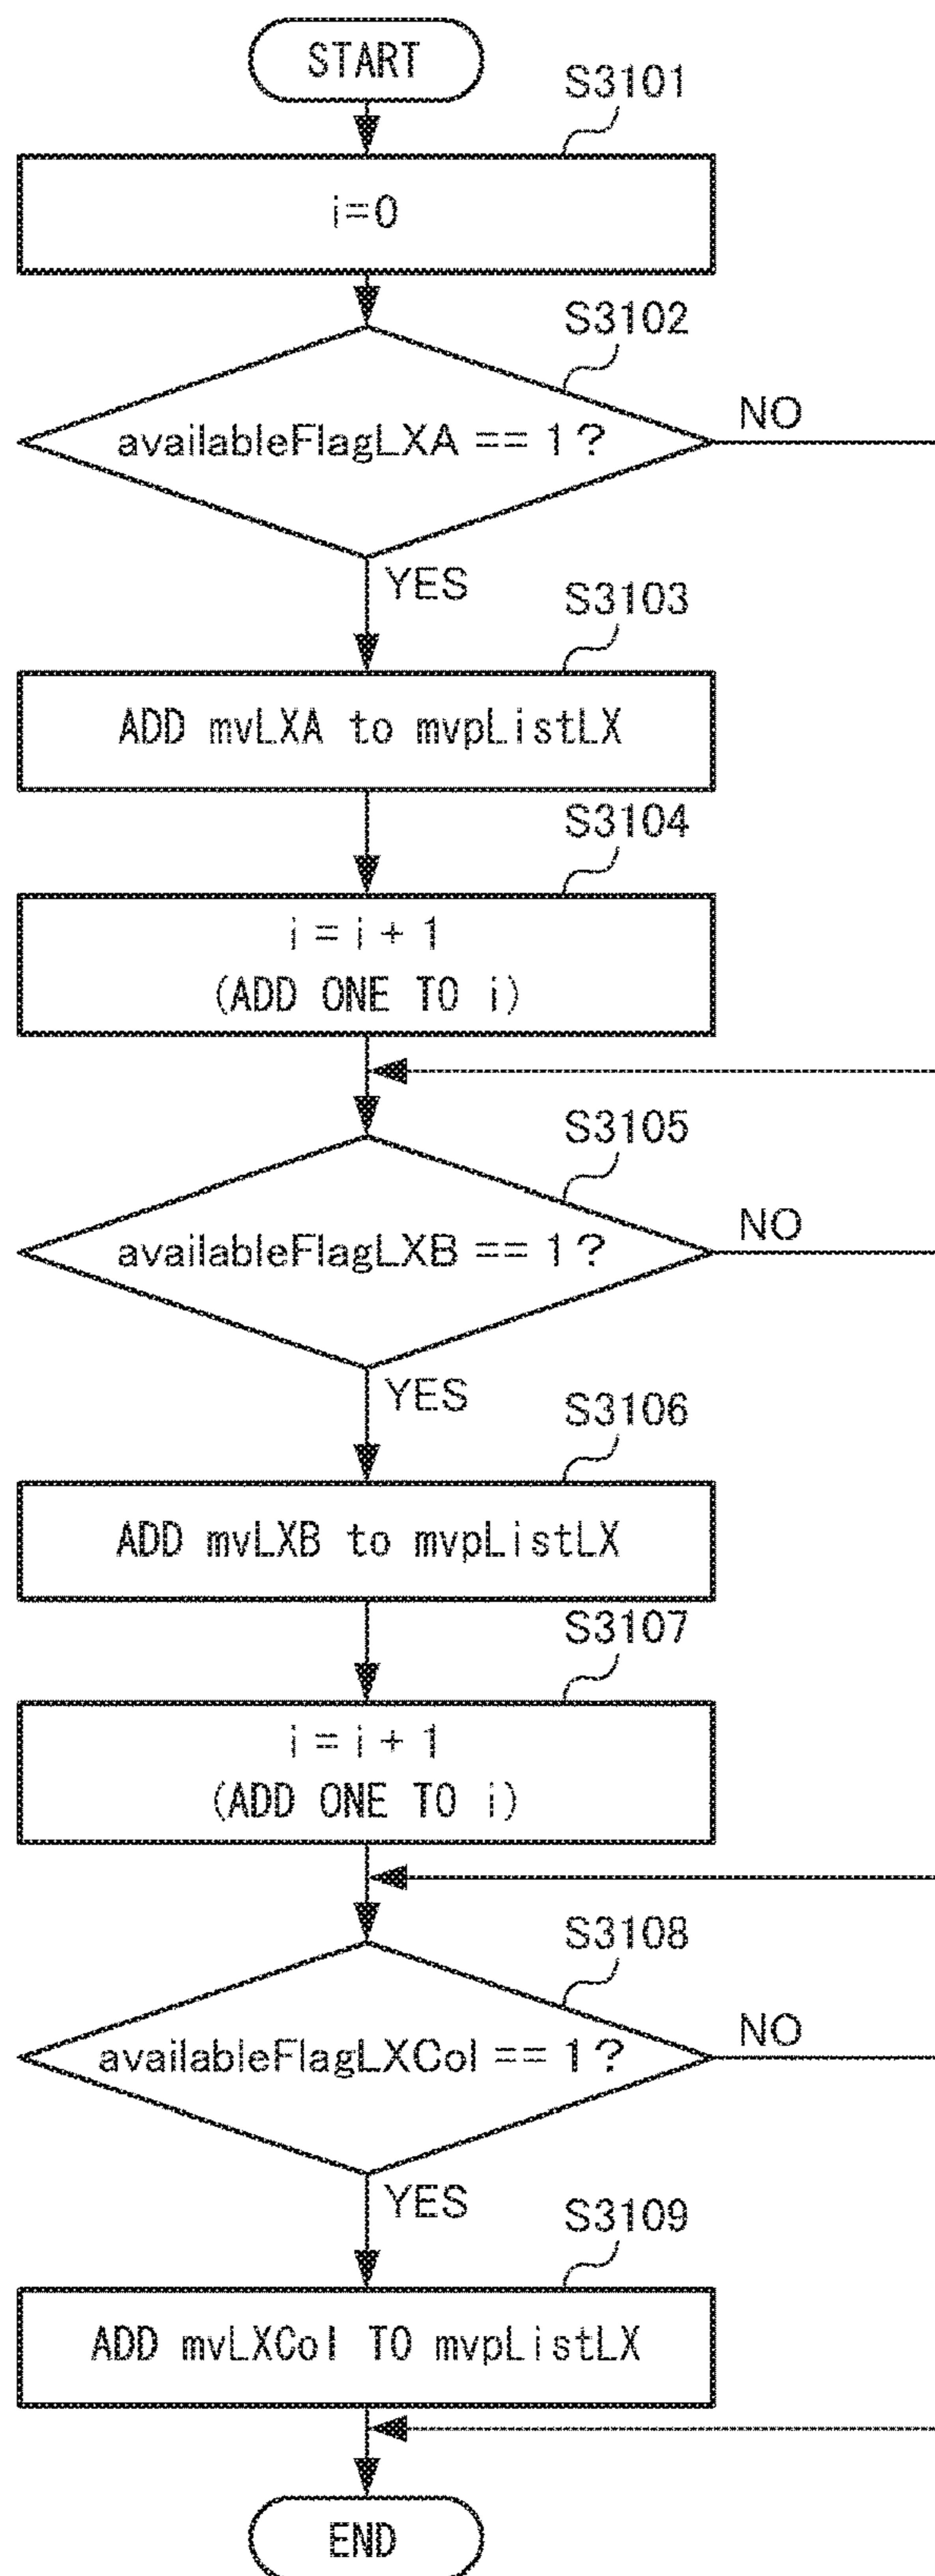 START
S3101
i=0
S3102
availableFlagLXA == 1 ?
NO
YES
S3103
ADD mvLXA to mvpListLX
S3104
i = i + 1
(ADD ONE TO i)
S3105
availableFlagLXB == 1 ?
NO
YES
S3106
ADD mvLXB to mvpListLX
S3107
i = i + 1
(ADD ONE TO i)
S3108
availableFlagLXCol == 1 ?
NO
YES
S3109
ADD mvLXCol TO mvpListLX
END